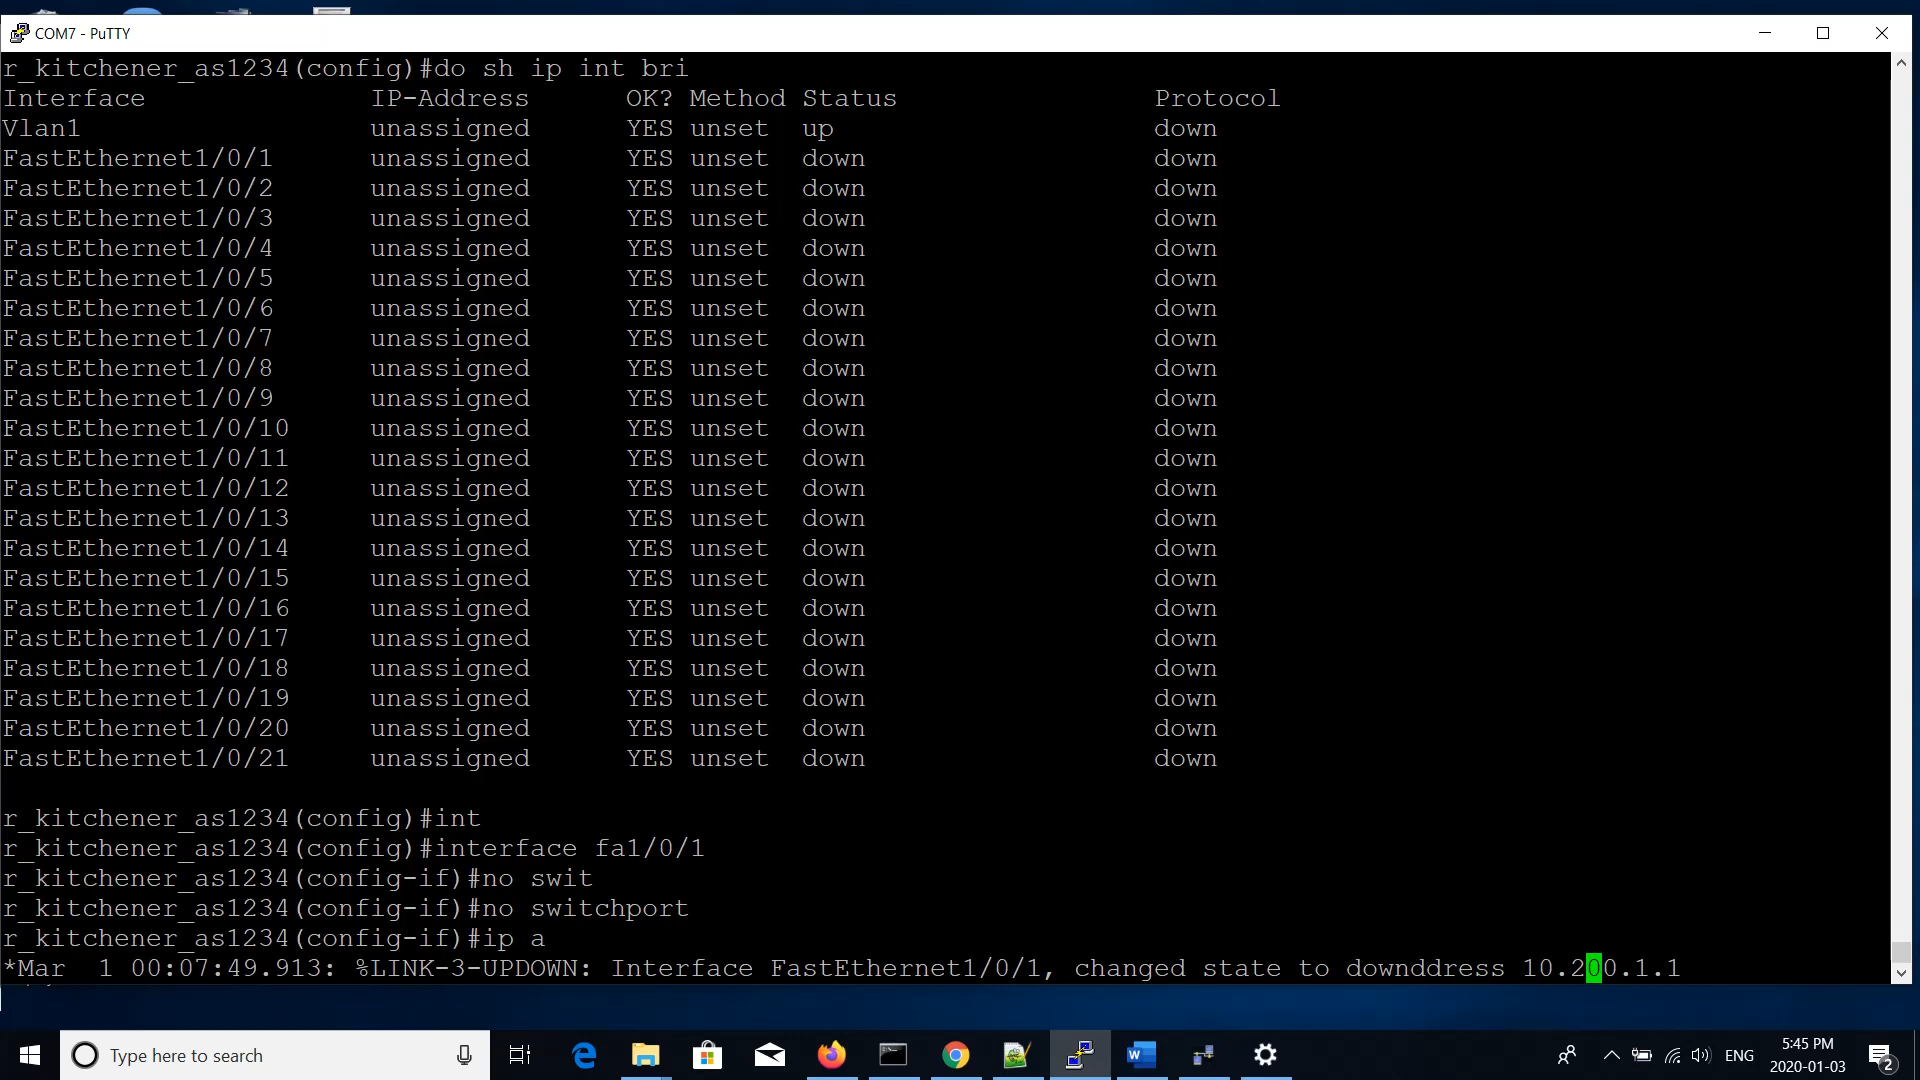 COM7 - PuTTY
r_kitchener_as1234(config)#do sh ip int bri
Interface IP-Address OK? Method Status Protocol
Vlan1 unassigned YES unset up down
FastEthernet1/0/1 unassigned YES unset down down
FastEthernet1/0/2 unassigned YES unset down down
FastEthernet1/0/3 unassigned YES unset down down
FastEthernet1/0/4 unassigned YES unset down down
FastEthernet1/0/5 unassigned YES unset down down
FastEthernet1/0/6 unassigned YES unset down down
FastEthernet1/0/7 unassigned YES unset down down
FastEthernet1/0/8 unassigned YES unset down down
FastEthernet1/0/9 unassigned YES unset down down
FastEthernet1/0/10 unassigned YES unset down down
FastEthernet1/0/11 unassigned YES unset down down
FastEthernet1/0/12 unassigned YES unset down down
FastEthernet1/0/13 unassigned YES unset down down
FastEthernet1/0/14 unassigned YES unset down down
FastEthernet1/0/15 unassigned YES unset down down
FastEthernet1/0/16 unassigned YES unset down down
FastEthernet1/0/17 unassigned YES unset down down
FastEthernet1/0/18 unassigned YES unset down down
FastEthernet1/0/19 unassigned YES unset down down
FastEthernet1/0/20 unassigned YES unset down down
FastEthernet1/0/21 unassigned YES unset down down
r_kitchener_as1234(config)#int
r_kitchener_as1234(config)#interface fa1/0/1
r_kitchener_as1234(config-if)#no swit
r_kitchener_as1234(config-if)#no switchport
r_kitchener_as1234(config-if)#ip a
*Mar 1 00:07:49.913: %LINK-3-UPDOWN: Interface FastEthernet1/0/1, changed state to downddress 10.200.1.1
Type here to search
ENG
5:45 PM
2020-01-03
2